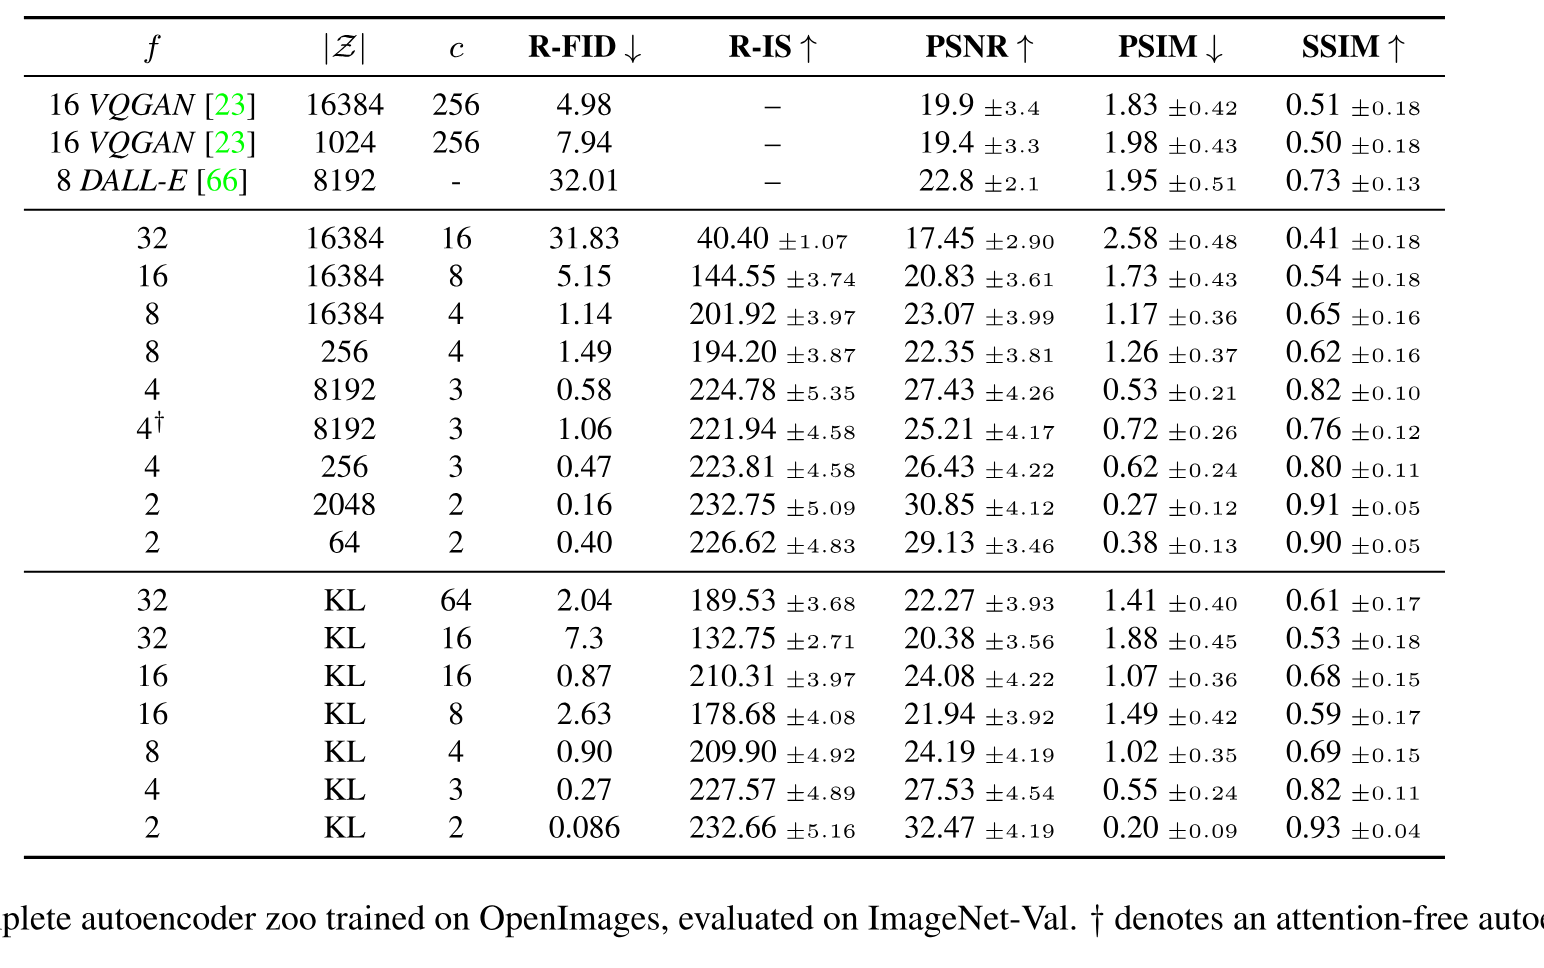 f |Z| c R-FID ↓ R-IS ↑ PSNR ↑ PSIM ↓ SSIM ↑
16 VQGAN [23] 16384 256 4.98 – 19.9 ±3.4 1.83 ±0.42 0.51 ±0.18
16 VQGAN [23] 1024 256 7.94 – 19.4 ±3.3 1.98 ±0.43 0.50 ±0.18
8 DALL-E [66] 8192 - 32.01 – 22.8 ±2.1 1.95 ±0.51 0.73 ±0.13
32 16384 16 31.83 40.40 ±1.07 17.45 ±2.90 2.58 ±0.48 0.41 ±0.18
16 16384 8 5.15 144.55 ±3.74 20.83 ±3.61 1.73 ±0.43 0.54 ±0.18
8 16384 4 1.14 201.92 ±3.97 23.07 ±3.99 1.17 ±0.36 0.65 ±0.16
8 256 4 1.49 194.20 ±3.87 22.35 ±3.81 1.26 ±0.37 0.62 ±0.16
4 8192 3 0.58 224.78 ±5.35 27.43 ±4.26 0.53 ±0.21 0.82 ±0.10
4† 8192 3 1.06 221.94 ±4.58 25.21 ±4.17 0.72 ±0.26 0.76 ±0.12
4 256 3 0.47 223.81 ±4.58 26.43 ±4.22 0.62 ±0.24 0.80 ±0.11
2 2048 2 0.16 232.75 ±5.09 30.85 ±4.12 0.27 ±0.12 0.91 ±0.05
2 64 2 0.40 226.62 ±4.83 29.13 ±3.46 0.38 ±0.13 0.90 ±0.05
32 KL 64 2.04 189.53 ±3.68 22.27 ±3.93 1.41 ±0.40 0.61 ±0.17
32 KL 16 7.3 132.75 ±2.71 20.38 ±3.56 1.88 ±0.45 0.53 ±0.18
16 KL 16 0.87 210.31 ±3.97 24.08 ±4.22 1.07 ±0.36 0.68 ±0.15
16 KL 8 2.63 178.68 ±4.08 21.94 ±3.92 1.49 ±0.42 0.59 ±0.17
8 KL 4 0.90 209.90 ±4.92 24.19 ±4.19 1.02 ±0.35 0.69 ±0.15
4 KL 3 0.27 227.57 ±4.89 27.53 ±4.54 0.55 ±0.24 0.82 ±0.11
2 KL 2 0.086 232.66 ±5.16 32.47 ±4.19 0.20 ±0.09 0.93 ±0.04
plete autoencoder zoo trained on OpenImages, evaluated on ImageNet-Val. † denotes an attention-free